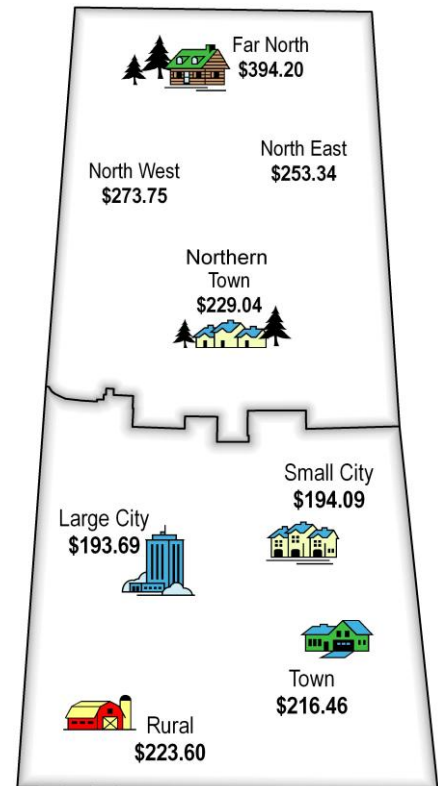 Far North
$394.20
North East
$253.34
North West
$273.75
Northern
Town
$229.04
Small City
$194.09
Large City
$193.69
Town
$216.46
Rural
$223.60